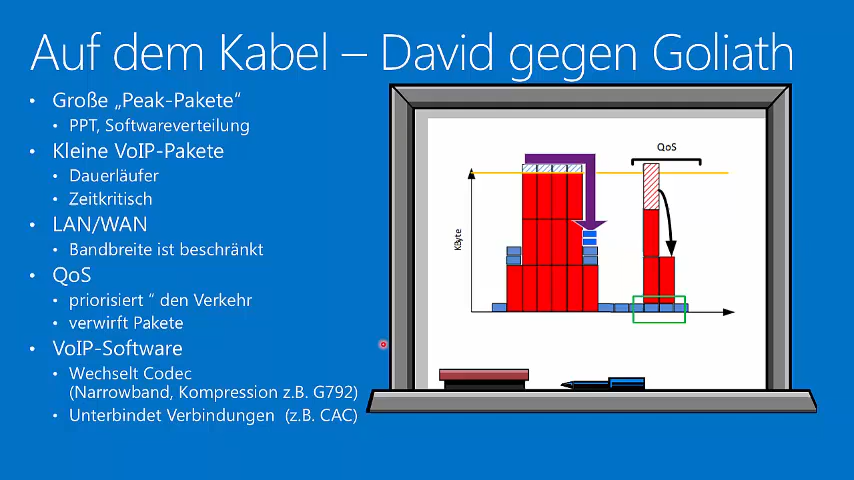 Auf dem Kabel – David gegen Goliath
• Große „Peak-Pakete“
• PPT, Softwareverteilung
• Kleine VoIP-Pakete
• Dauerläufer
• Zeitkritisch
• LAN/WAN
• Bandbreite ist beschränkt
• QoS
• priorisiert “ den Verkehr
• verwirft Pakete
• VoIP-Software
• Wechselt Codec
(Narrowband, Kompression z.B. G792)
• Unterbindet Verbindungen (z.B. CAC)
QoS
KByte